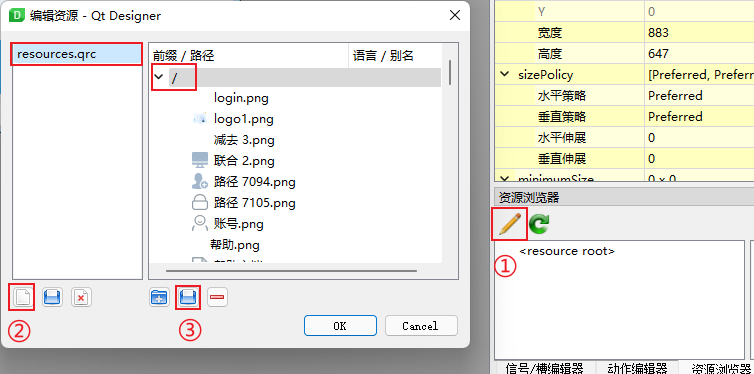 编辑资源 - Qt Designer
resources.qrc
前缀 / 路径
语言 / 别名
/
login.png
logo1.png
减去 3.png
联合 2.png
路径 7094.png
路径 7105.png
账号.png
帮助.png
②
③
OK
Cancel
Y 0
宽度 883
高度 647
sizePolicy [Preferred, Prefer
水平策略 Preferred
垂直策略 Preferred
水平伸展 0
垂直伸展 0
minimumSize 0 x 0
资源浏览器
①
<resource root>
信号/槽编辑器
动作编辑器
资源浏览器